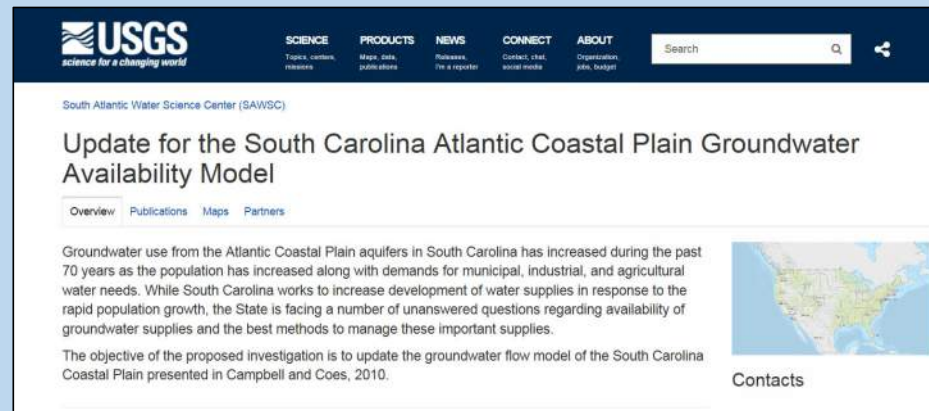 USGS
science for a changing world
SCIENCE
Topics, centers,
missions
PRODUCTS
Maps, data,
publications
NEWS
Releases,
I'm a reporter
CONNECT
Contact, chat,
social media
ABOUT
Organization,
jobs, budget
Search
South Atlantic Water Science Center (SAWSC)
Update for the South Carolina Atlantic Coastal Plain Groundwater
Availability Model
Overview Publications Maps Partners
Groundwater use from the Atlantic Coastal Plain aquifers in South Carolina has increased during the past
70 years as the population has increased along with demands for municipal, industrial, and agricultural
water needs. While South Carolina works to increase development of water supplies in response to the
rapid population growth, the State is facing a number of unanswered questions regarding availability of
groundwater supplies and the best methods to manage these important supplies.
The objective of the proposed investigation is to update the groundwater flow model of the South Carolina
Coastal Plain presented in Campbell and Coes, 2010.
Contacts